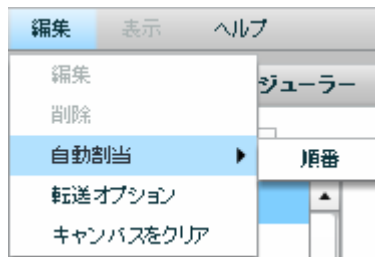 編集 表示 ヘルプ
編集
ジューラー
削除
自動割当 順番
転送オプション
キャンバスをクリア